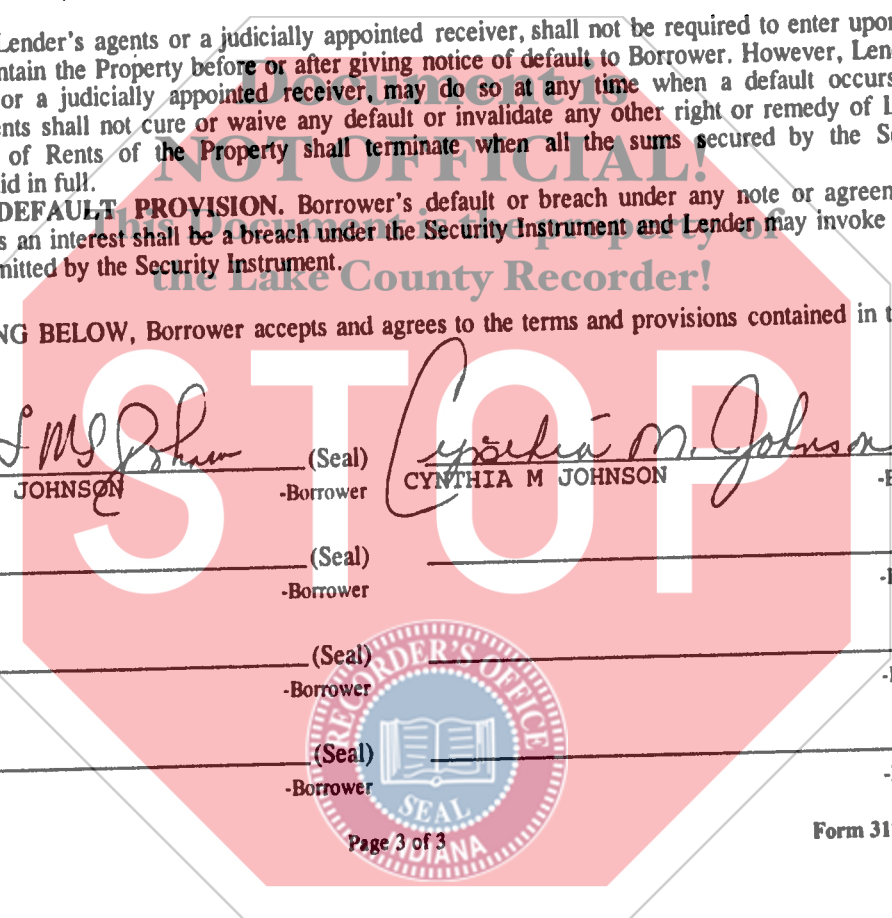 Lender's agents or a judicially appointed receiver, shall not be required to enter upon
ntain the Property before or after giving notice of default to Borrower. However, Len
or a judicially appointed receiver, may do so at any time when a default occurs
ents shall not cure or waive any default or invalidate any other right or remedy of L
of Rents of the Property shall terminate when all the sums secured by the S
id in full.
DEFAULT PROVISION. Borrower's default or breach under any note or agreen
s an interest shall be a breach under the Security Instrument and Lender may invoke
mitted by the Security Instrument.
Document is
NOT OFFICIAL!
This Document is the property of
the Lake County Recorder!
NG BELOW, Borrower accepts and agrees to the terms and provisions contained in t
STOP
Johnson (Seal) Cynthia M. Johnson
JOHNSON -Borrower CYNTHIA M JOHNSON
(Seal)
-Borrower
(Seal)
-Borrower
(Seal)
-Borrower
RECORDER'S OFFICE
SEAL
INDIANA
Page 3 of 3
Form 31